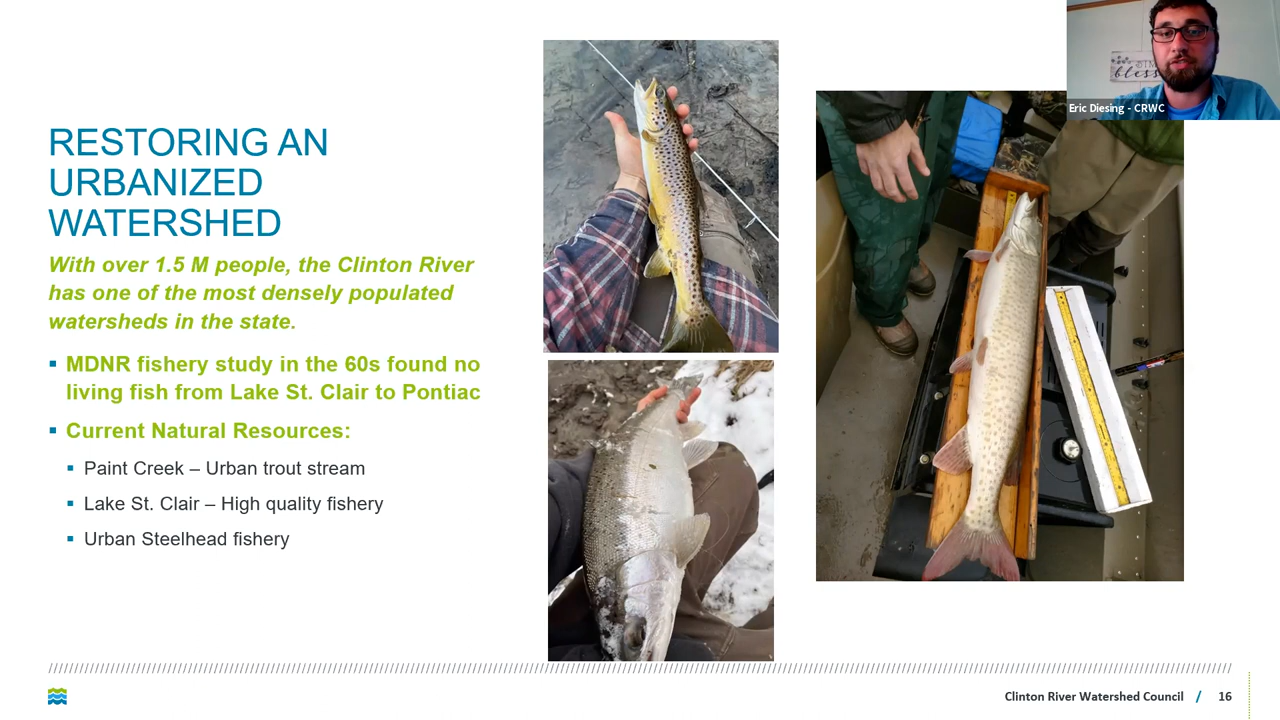 RESTORING AN
URBANIZED
WATERSHED
With over 1.5 M people, the Clinton River
has one of the most densely populated
watersheds in the state.
MDNR fishery study in the 60s found no
living fish from Lake St. Clair to Pontiac
Current Natural Resources:
Paint Creek – Urban trout stream
Lake St. Clair – High quality fishery
Urban Steelhead fishery
Eric Diesing - CRWC
Clinton River Watershed Council / 16